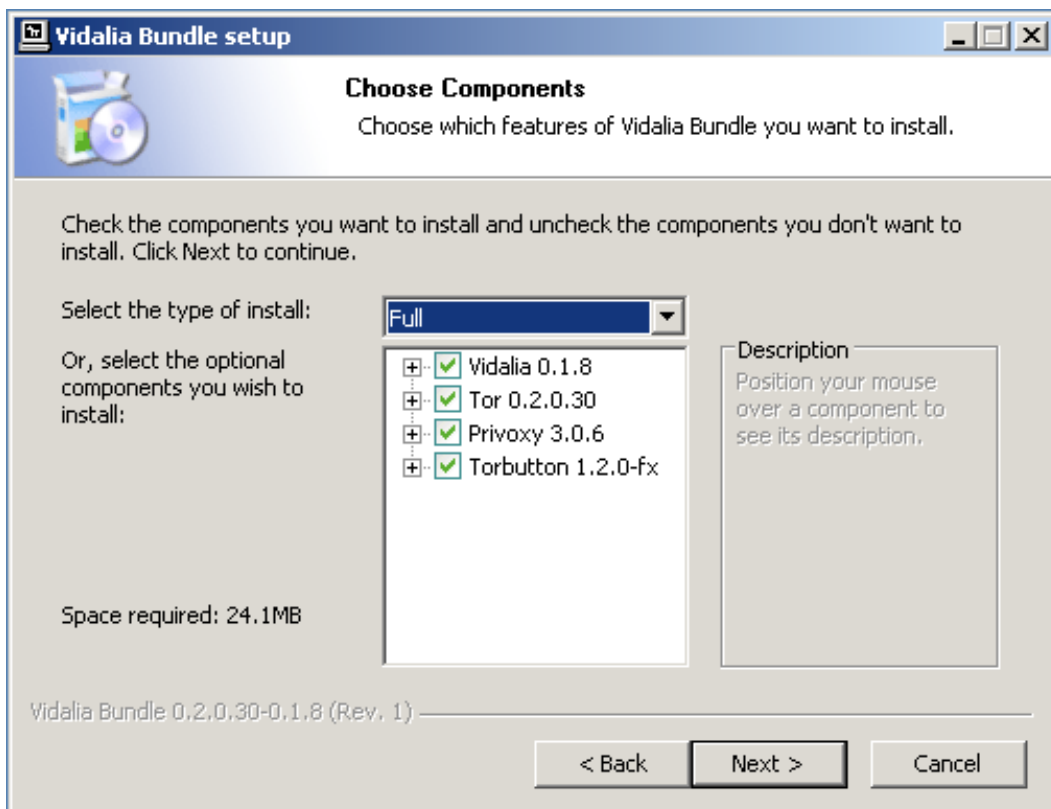 Vidalia Bundle setup
Choose Components
Choose which features of Vidalia Bundle you want to install.
Check the components you want to install and uncheck the components you don't want to
install. Click Next to continue.
Select the type of install:
Full
Or, select the optional
components you wish to
install:
Vidalia 0.1.8
Tor 0.2.0.30
Privoxy 3.0.6
Torbutton 1.2.0-fx
Description
Position your mouse
over a component to
see its description.
Space required: 24.1MB
Vidalia Bundle 0.2.0.30-0.1.8 (Rev. 1)
< Back
Next >
Cancel